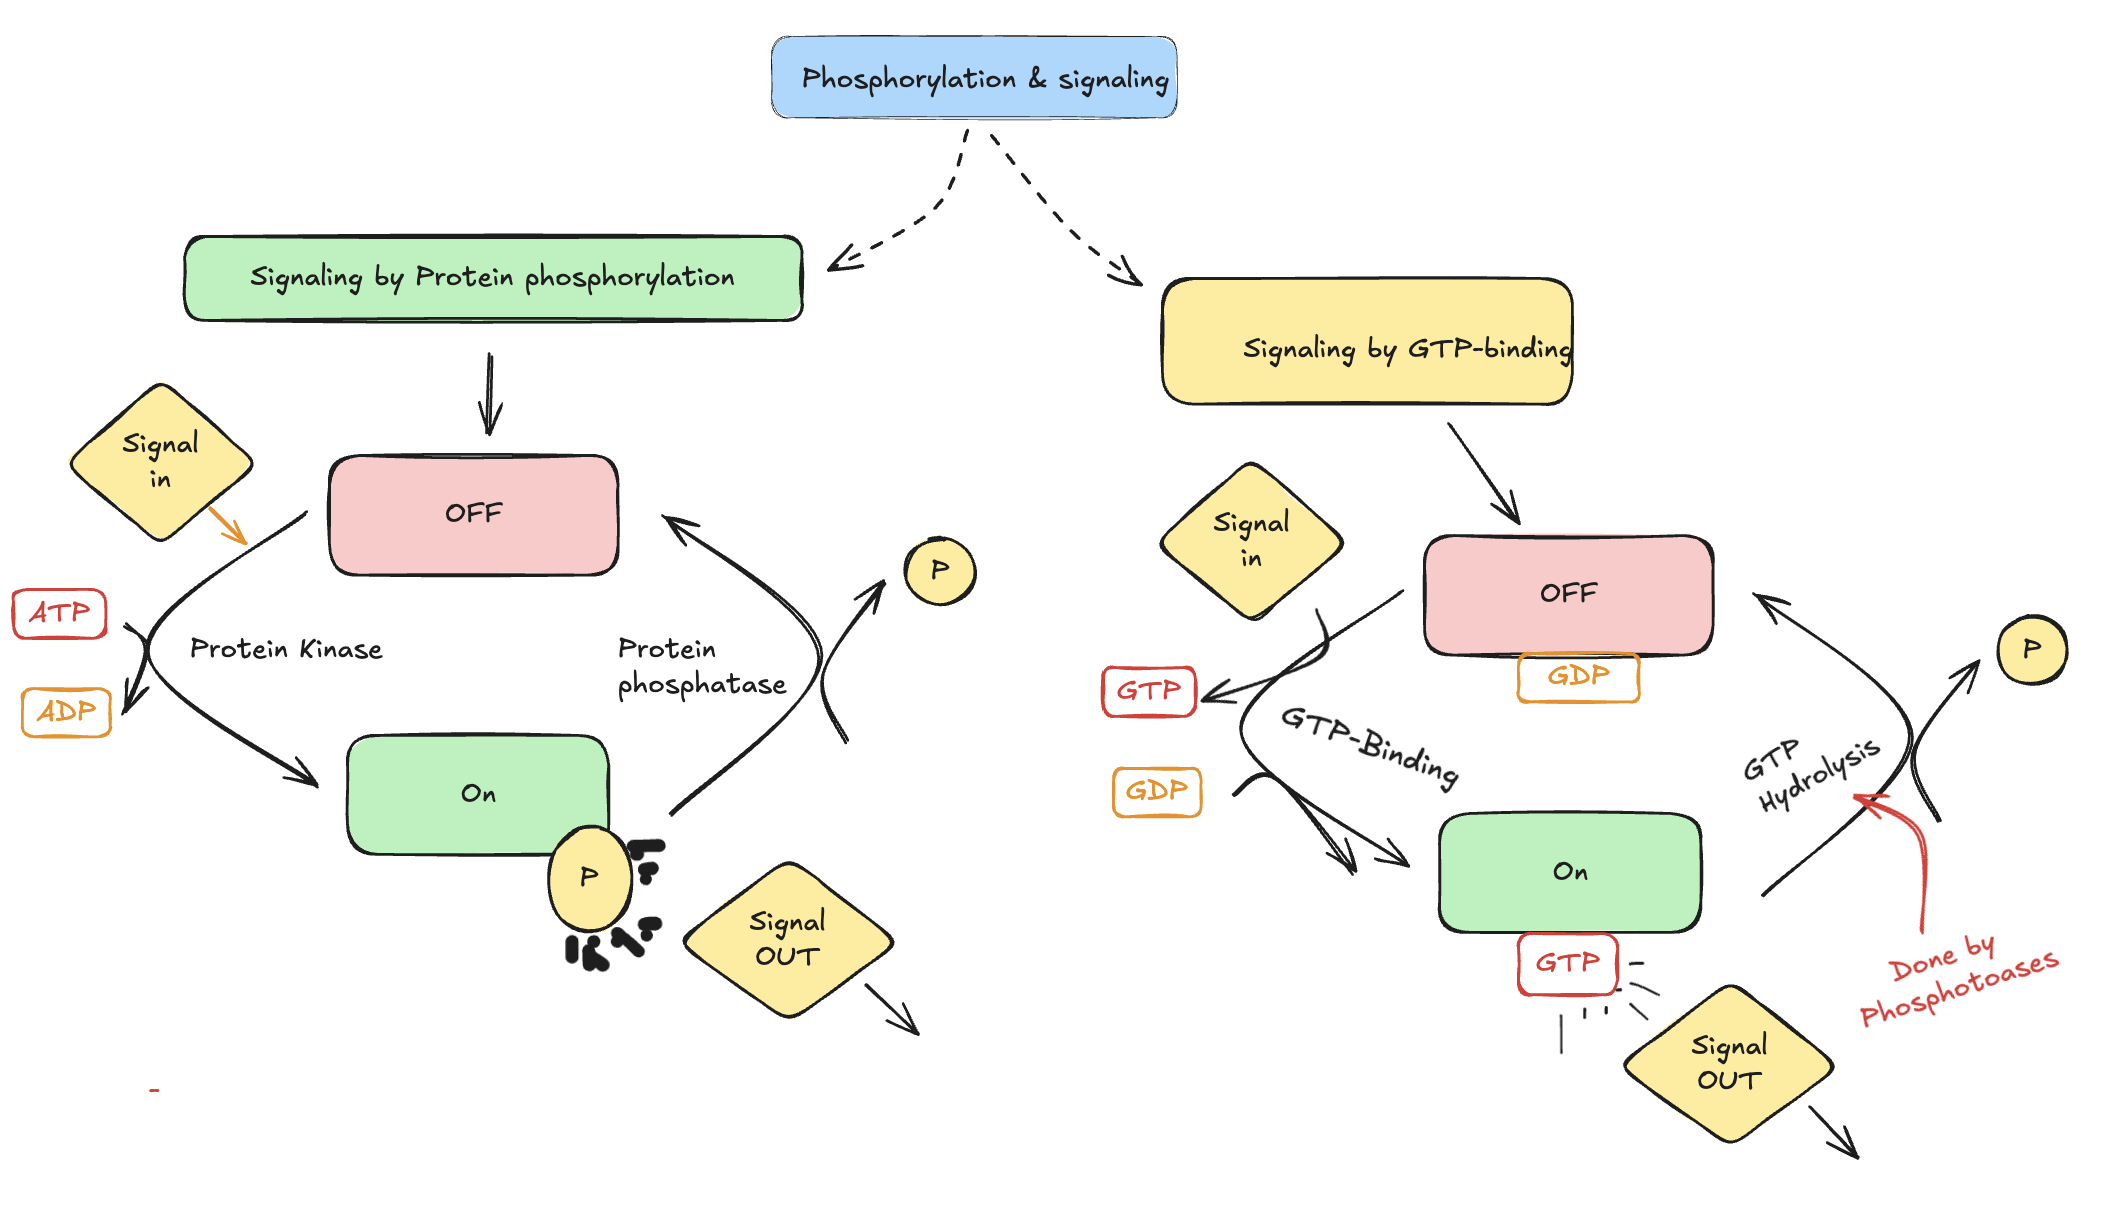 Phosphorylation & signaling
Signaling by Protein phosphorylation
Signaling by GTP-binding
Signal
in
OFF
ATP
ADP
Protein Kinase
Protein
phosphatase
P
On
P
Signal
OUT
Signal
in
OFF
GDP
GTP
GDP
GTP-Binding
GTP
Hydrolysis
P
On
GTP
Done by
Phosphotoases
Signal
OUT